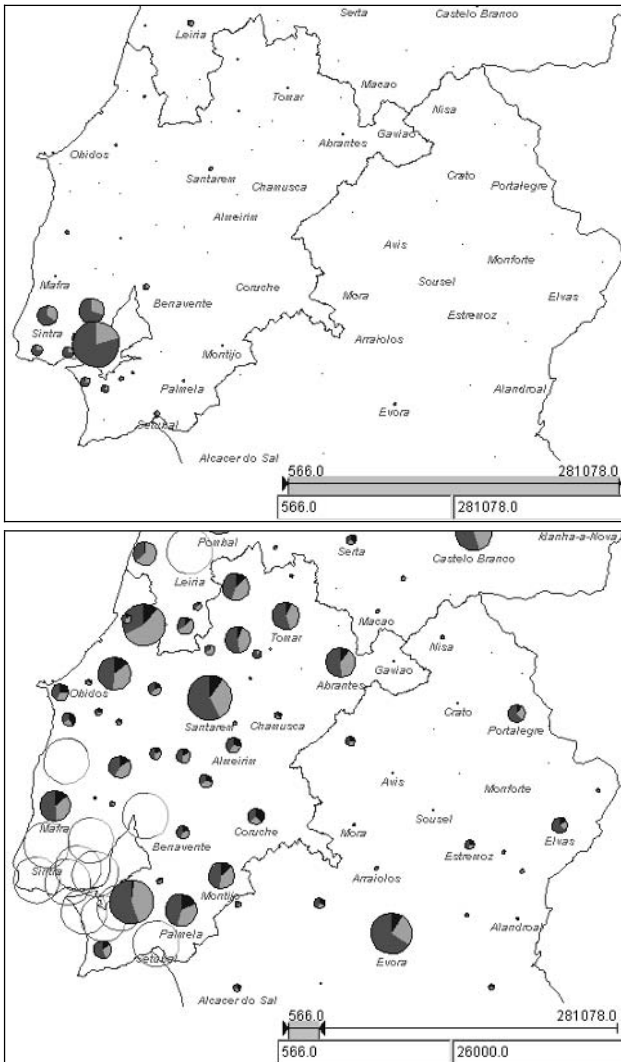 Serta
Castelo Branco
Leiria
Tomar
Macao
Nisa
Abrantes
Gaviao
Obidos
Santarem
Chamusca
Crato
Portalegre
Almeirim
Avis
Monforte
Mafra
Benavente
Coruche
Mora
Sousel
Elvas
Estremoz
Sintra
Montijo
Arraiolos
Palmela
Alandroal
Evora
Setubal
Alcacer do Sal
566.0 281078.0
566.0 281078.0
Pombal
Serta
Castelo Branco
Idanha-a-Nova
Leiria
Tomar
Macao
Nisa
Abrantes
Gaviao
Obidos
Santarem
Chamusca
Crato
Portalegre
Almeirim
Avis
Monforte
Mafra
Benavente
Coruche
Mora
Sousel
Elvas
Estremoz
Sintra
Montijo
Arraiolos
Palmela
Alandroal
Evora
Setubal
Alcacer do Sal
566.0 281078.0
566.0 26000.0